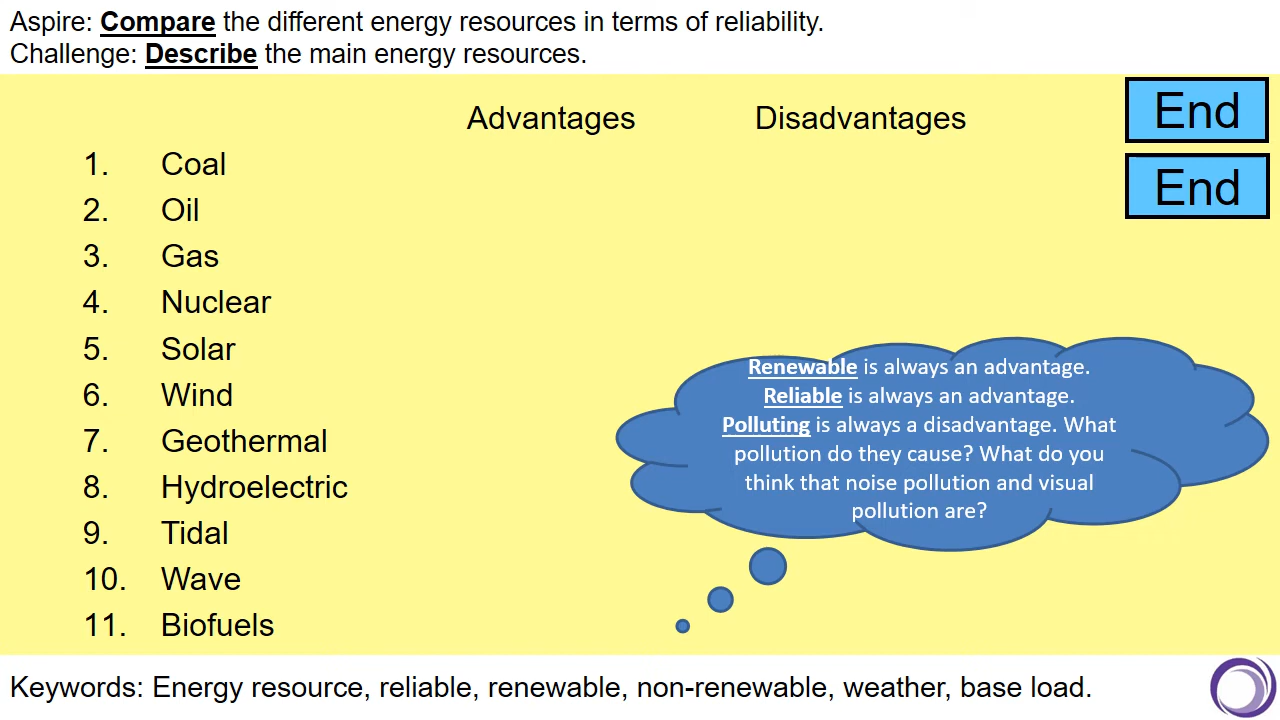 Aspire: Compare the different energy resources in terms of reliability.
Challenge: Describe the main energy resources.
Advantages Disadvantages
End
End
1. Coal
2. Oil
3. Gas
4. Nuclear
5. Solar
6. Wind
7. Geothermal
8. Hydroelectric
9. Tidal
10. Wave
11. Biofuels
Renewable is always an advantage.
Reliable is always an advantage.
Polluting is always a disadvantage. What
pollution do they cause? What do you
think that noise pollution and visual
pollution are?
Keywords: Energy resource, reliable, renewable, non-renewable, weather, base load.